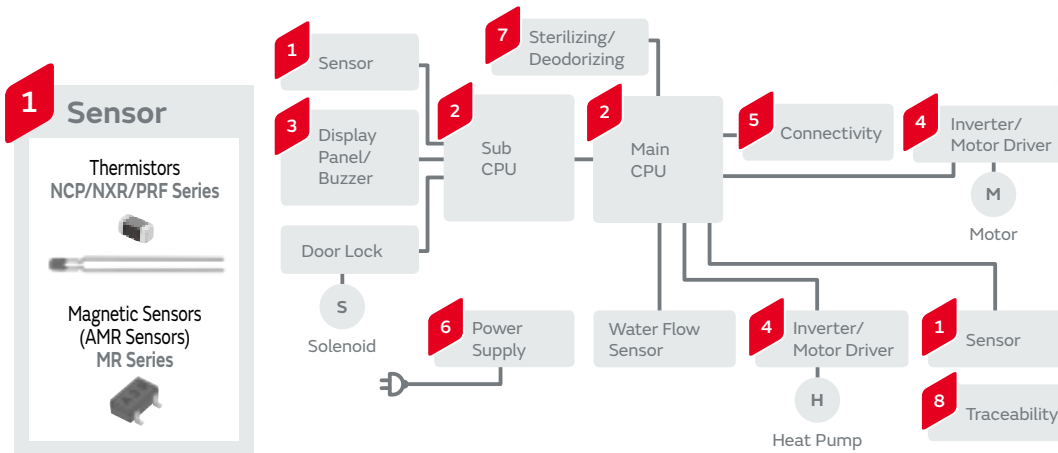 1
Sensor
Thermistors
NCP/NXR/PRF Series
Magnetic Sensors
(AMR Sensors)
MR Series
1
Sensor
3
Display
Panel/
Buzzer
Door Lock
S
Solenoid
2
Sub
CPU
7
Sterilizing/
Deodorizing
2
Main
CPU
5
Connectivity
4
Inverter/
Motor Driver
M
Motor
6
Power
Supply
Water Flow
Sensor
4
Inverter/
Motor Driver
H
Heat Pump
1
Sensor
8
Traceability